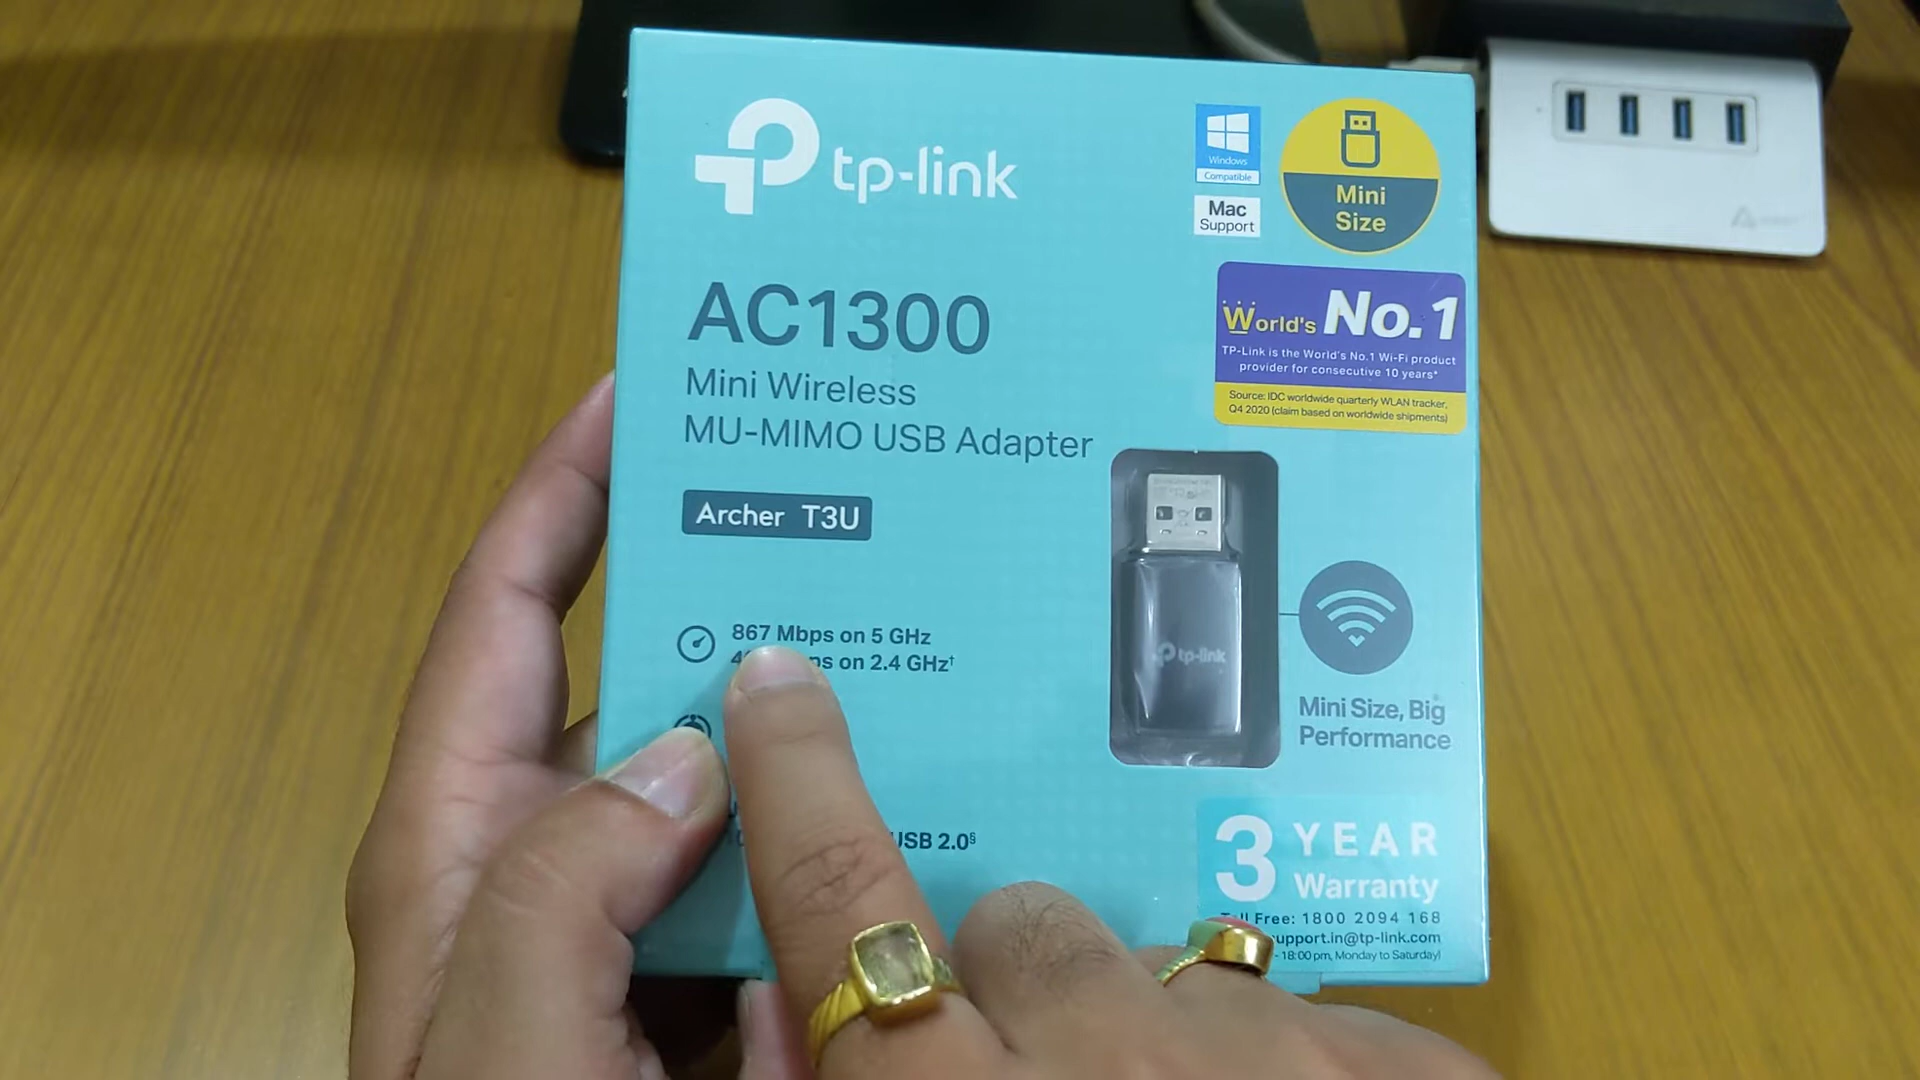 tp-link
Windows
Compatible
Mac
Support
Mini
Size
AC1300
Mini Wireless
MU-MIMO USB Adapter
Archer T3U
World's No.1
TP-Link is the World's No.1 Wi-Fi product
provider for consecutive 10 years*
Source: IDC worldwide quarterly WLAN tracker,
Q4 2020 (claim based on worldwide shipments)
867 Mbps on 5 GHz
on 2.4 GHz†
tp-link
Mini Size, Big
Performance
USB 2.0§
3 YEAR
Warranty
Free: 1800 2094 168
support.in@tp-link.com
- 18:00 pm, Monday to Saturday)